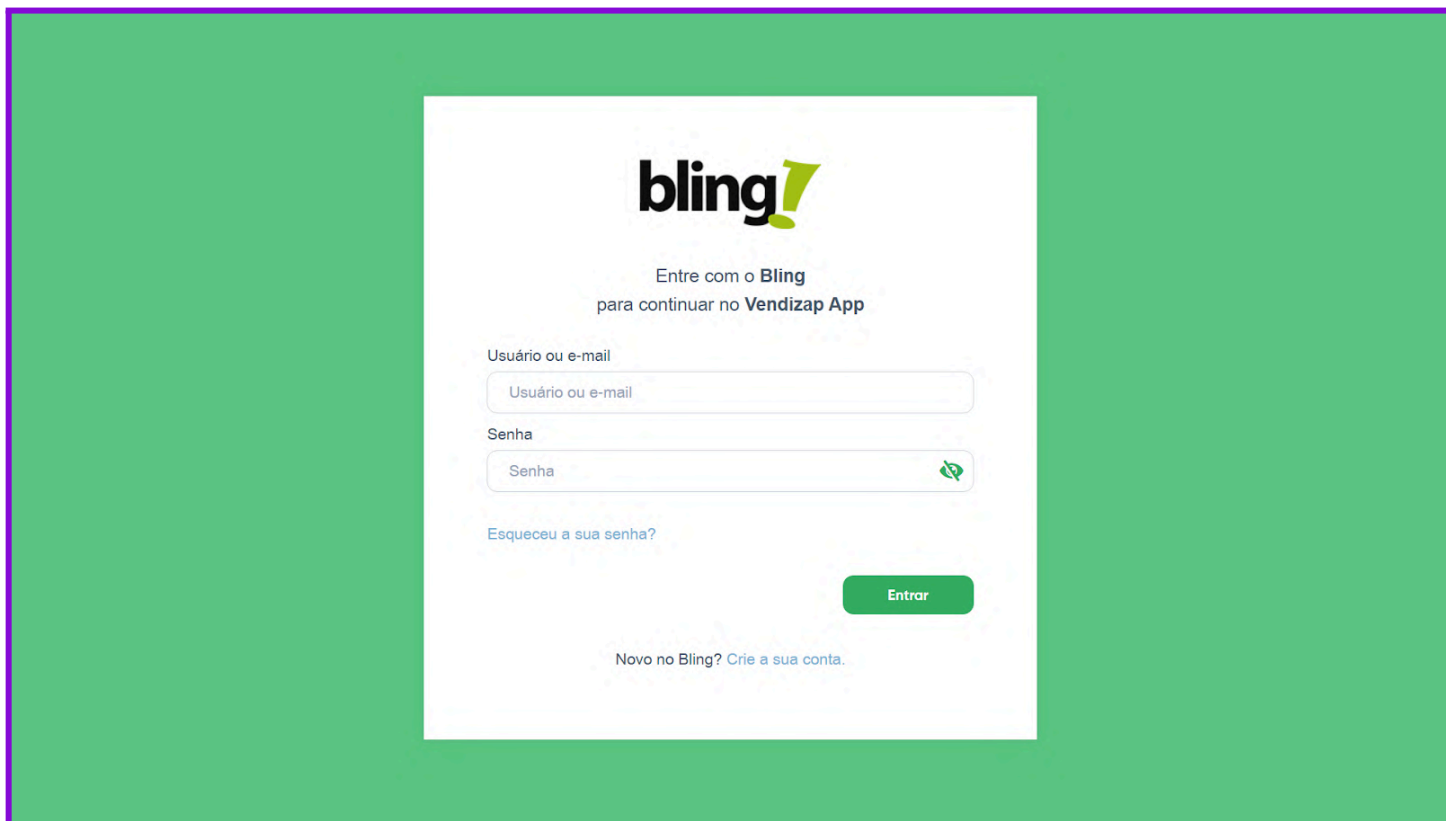 bling!
Entre com o Bling
para continuar no Vendizap App
Usuário ou e-mail
Usuário ou e-mail
Senha
Senha
Esqueceu a sua senha?
Entrar
Novo no Bling? Crie a sua conta.